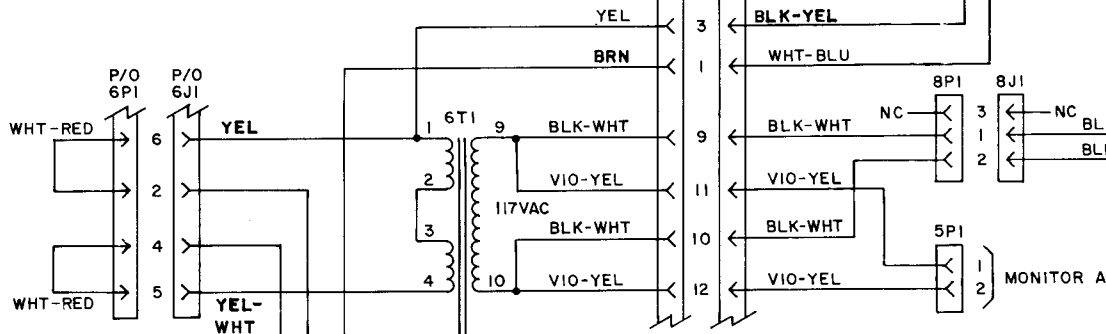 YEL 3 BLK-YEL
BRN 1 WHT-BLU
P/O 6P1
P/O 6J1
8P1 8J1
6T1
NC 3 NC
WHT-RED 6 YEL 1 9 BLK-WHT 9 BLK-WHT 1 BL
2 BL
2 2 VIO-YEL 11 VIO-YEL
117VAC
4 3 BLK-WHT 10 BLK-WHT 5P1
1
WHT-RED 5 4 10 VIO-YEL 12 VIO-YEL 2 MONITOR A
YEL-
WHT